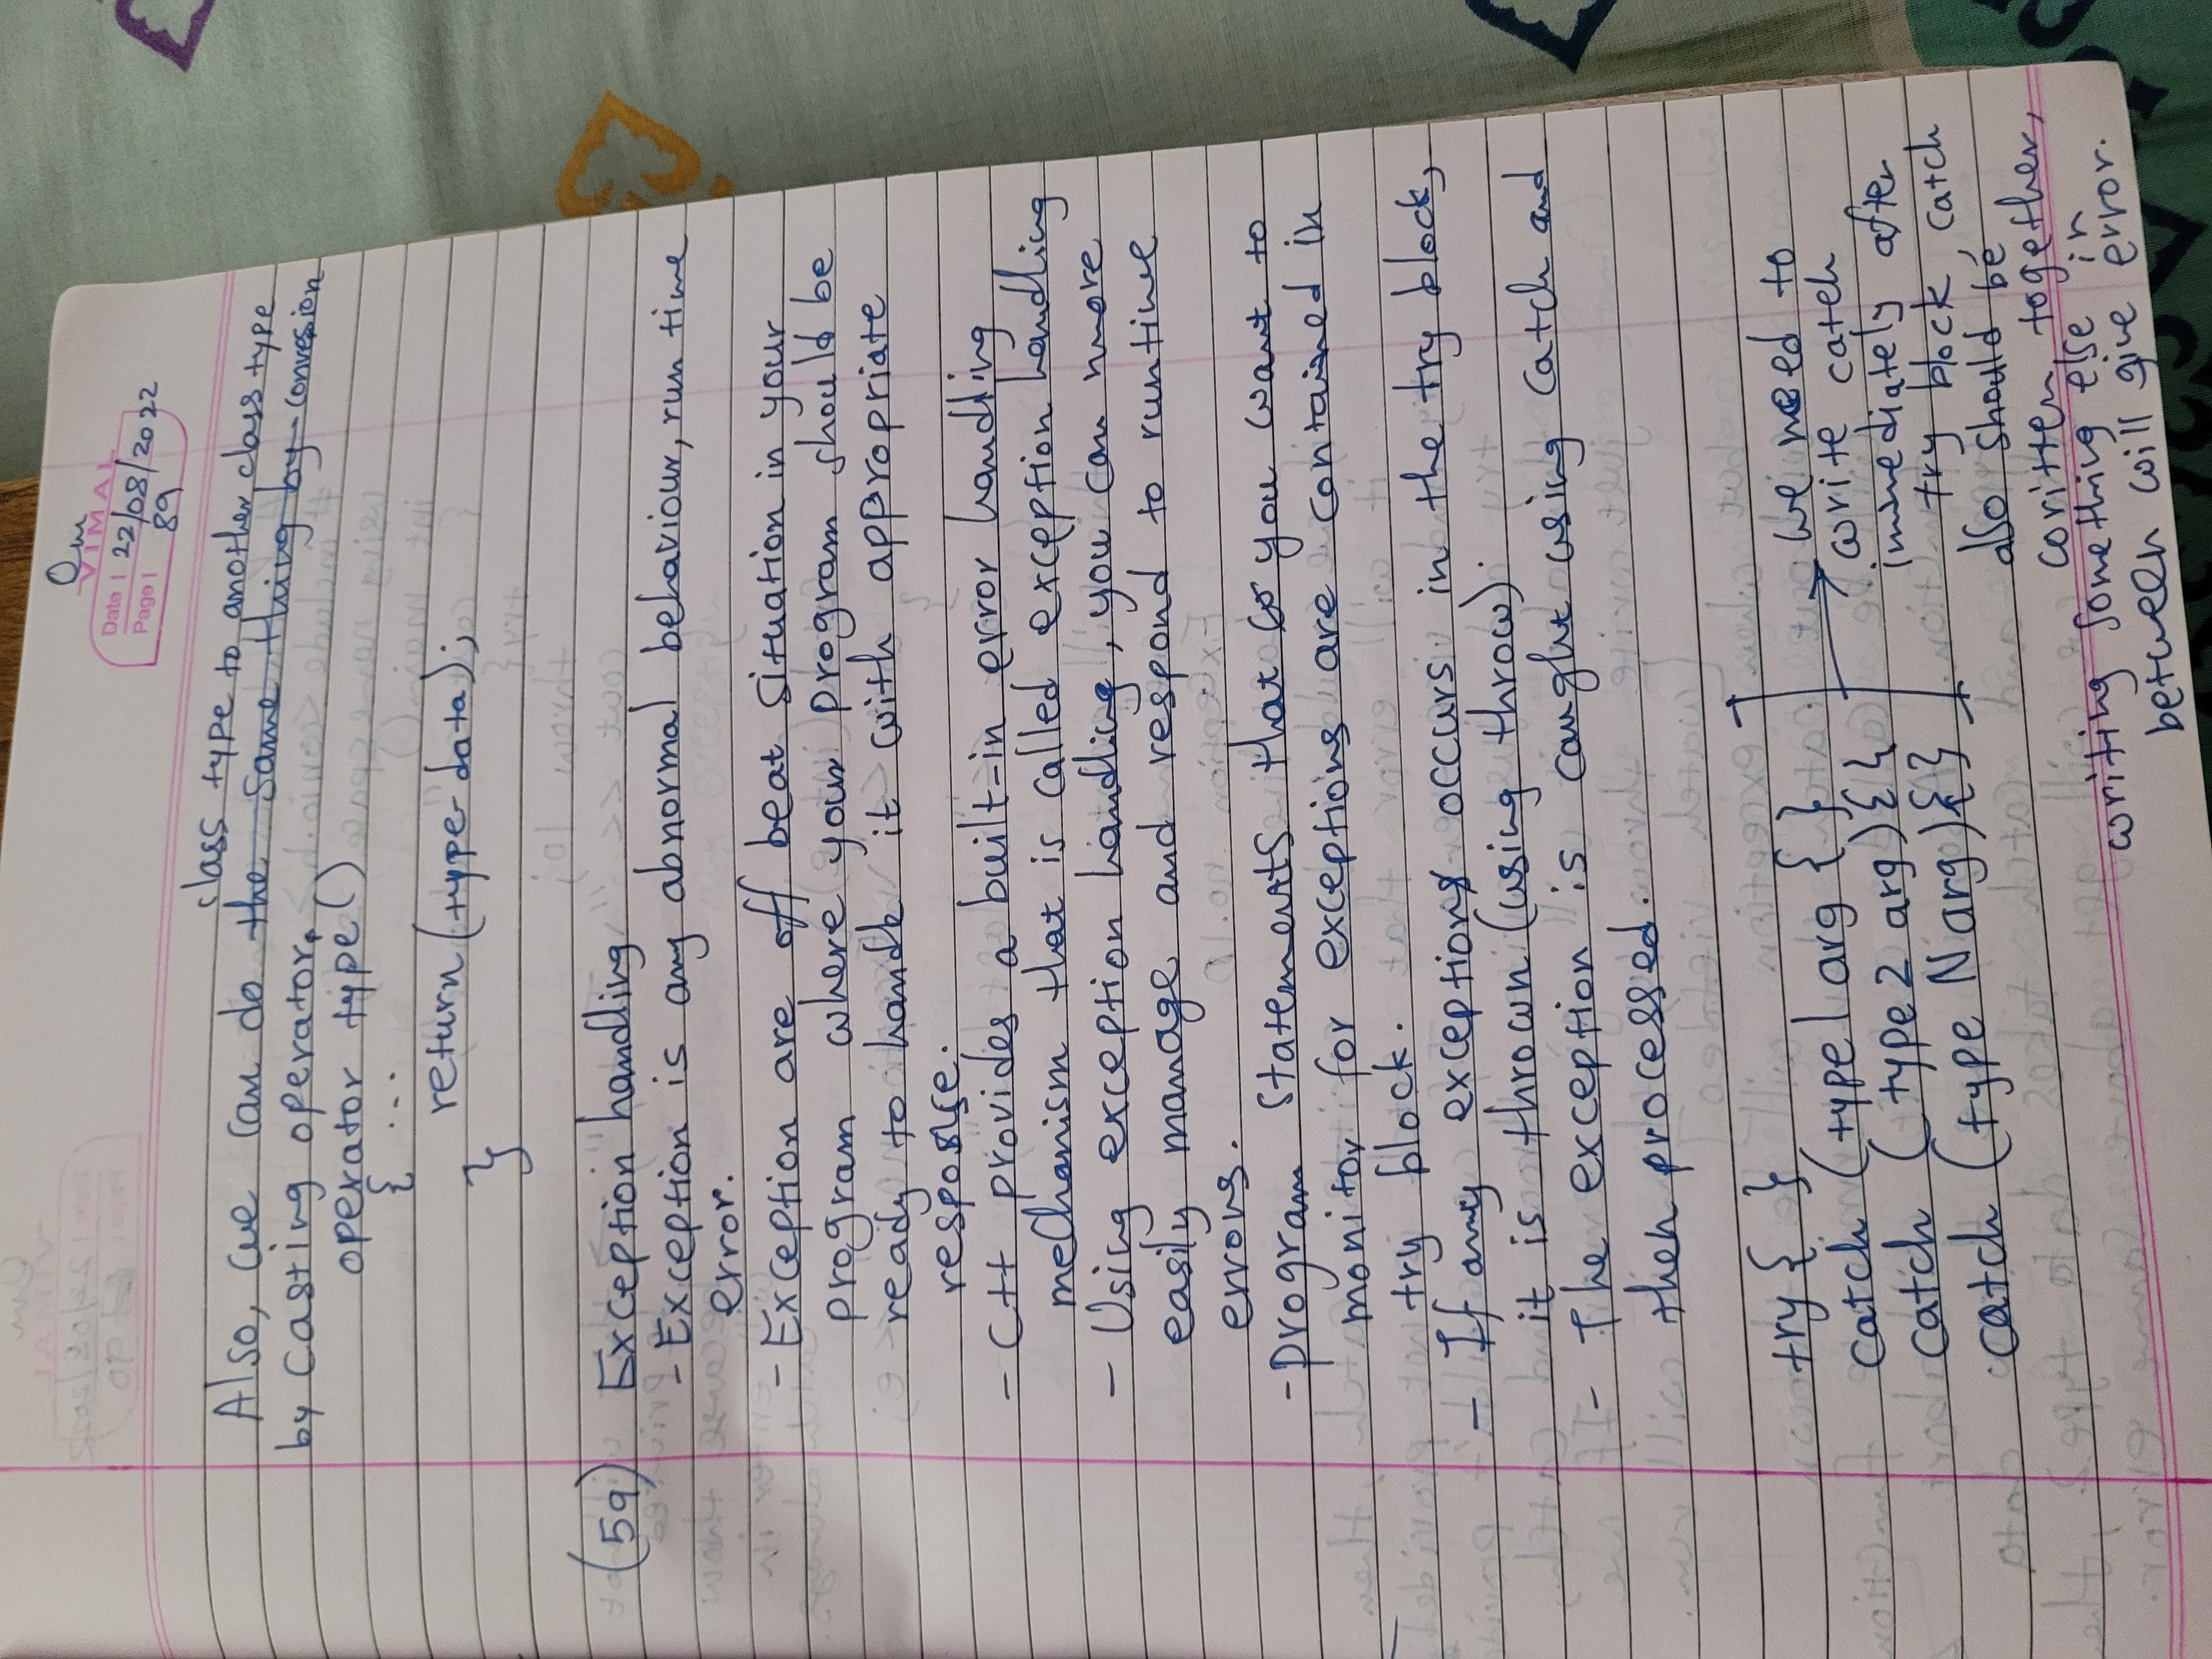 Om
VIMAL
Date | 22/08/2022
Page | 89
class type to another class type
Also, we can do the same thing by convesion
by casting operator.
operator type()
{ ...
return (type-data);
}
(59) Exception handling
- Exception is any abnormal behaviour, run time
error.
- Exception are off beat situation in your
program where your program should be
ready to handle it with appropriate
response.
- C++ provides a built-in error handling
mechanism that is called exception handling
- Using exception handling, you can more
easily manage and respond to runtime
errors.
- program statements that you want to
monitor for exceptions are contained in
try block.
- If any exception occurs in the try block,
it is thrown (using throw).
- The exception is caught using catch and
then processed.
try { }
catch (type1 arg { }
catch (type2 arg){ {
catch (type N arg){ }
We need to
write catch
immediately after
try block, catch
also should be
written together,
writing something else in
between will give error.